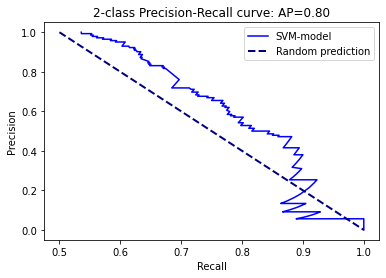 2-class Precision-Recall curve: AP=0.80
SVM-model
Random prediction
Precision
1.0
0.8
0.6
0.4
0.2
0.0
0.5 0.6 0.7 0.8 0.9 1.0
Recall